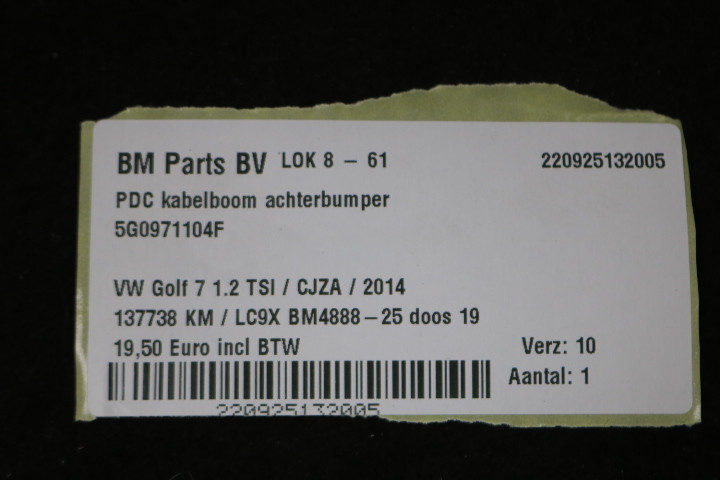 BM Parts BV LOK 8 - 61 220925132005
PDC kabelboom achterbumper
5G0971104F
VW Golf 7 1.2 TSI / CJZA / 2014
137738 KM / LC9X BM4888-25 doos 19
19,50 Euro incl BTW Verz: 10
Aantal: 1
220925132005